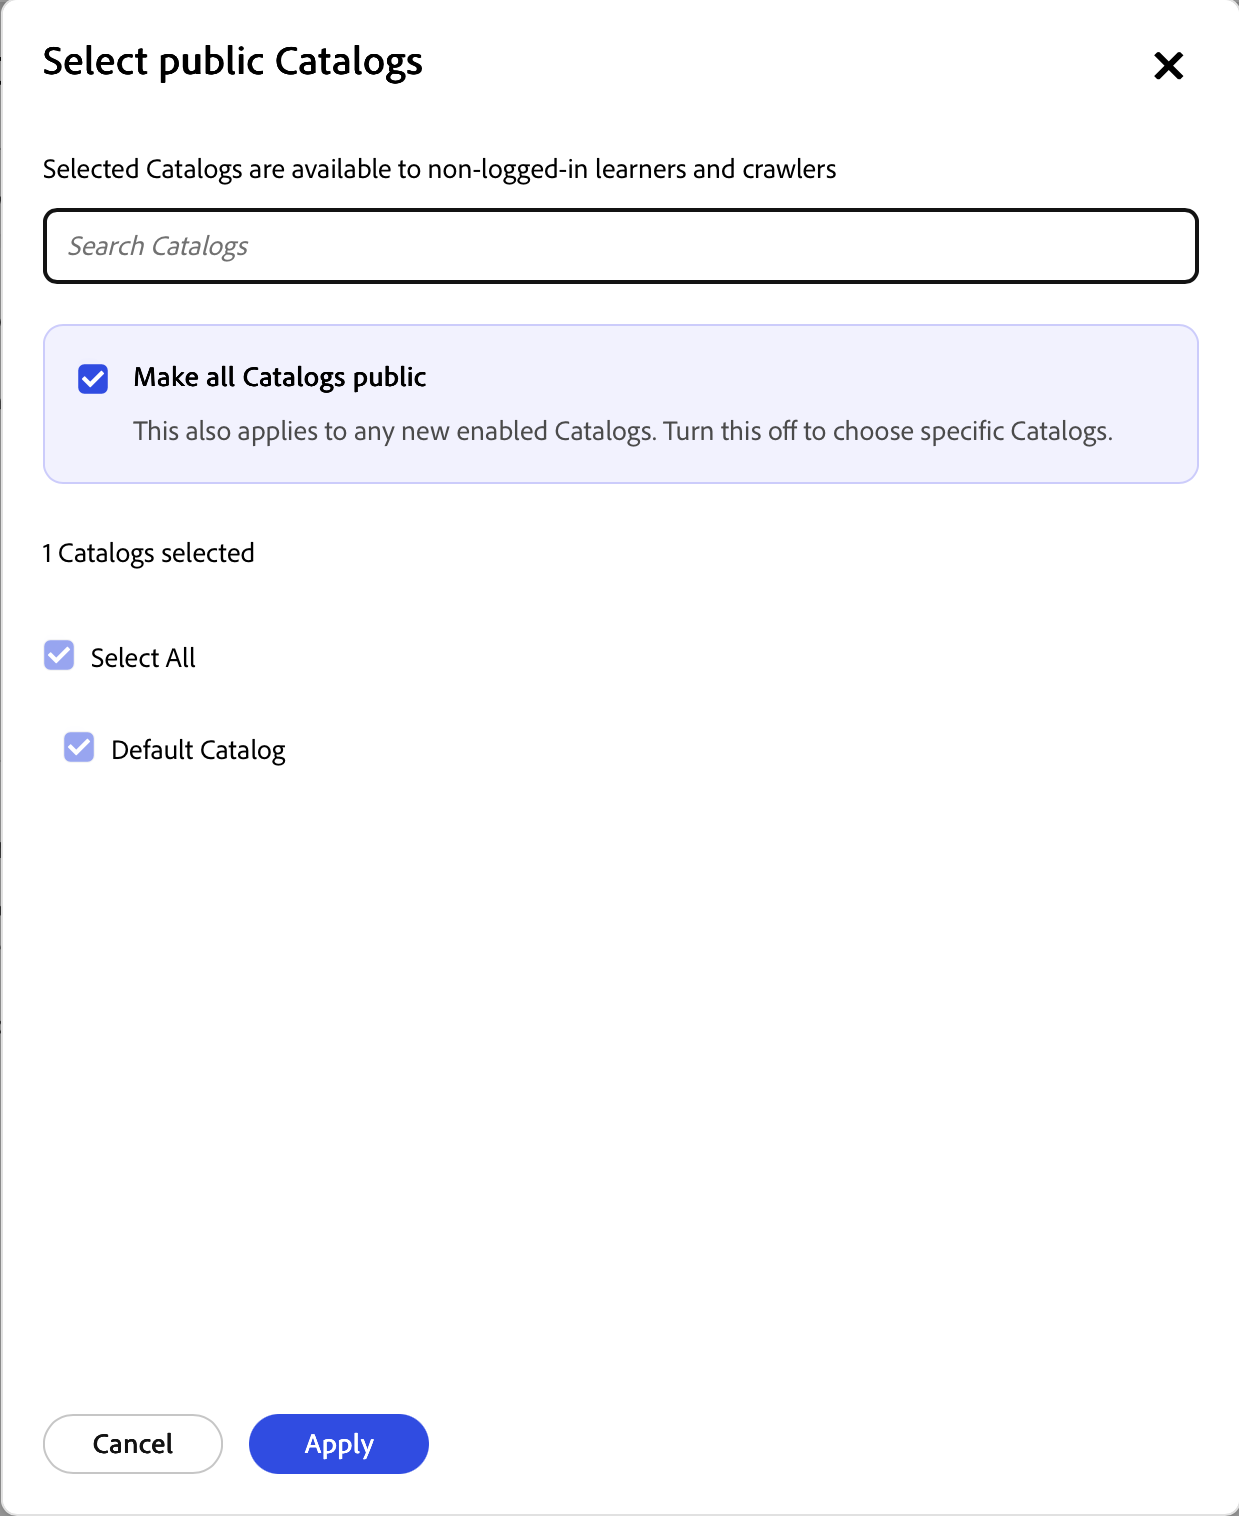 Select public Catalogs
Selected Catalogs are available to non-logged-in learners and crawlers
Search Catalogs
Make all Catalogs public
This also applies to any new enabled Catalogs. Turn this off to choose specific Catalogs.
1 Catalogs selected
Select All
Default Catalog
Cancel
Apply